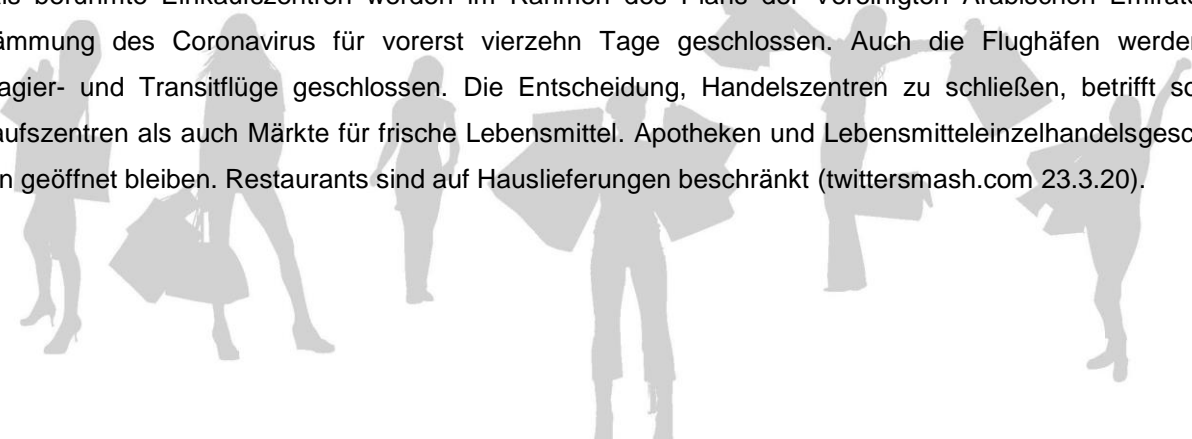 berühmte Einkaufszentren werden im Rahmen des Plans der Vereinigten Arabischen
des Coronavirus für vorerst vierzehn Tage geschlossen. Auch die Flughäfen
und Transitflüge geschlossen. Die Entscheidung, Handelszentren zu schließen, betrifft
als auch Märkte für frische Lebensmittel. Apotheken und
geöffnet bleiben. Restaurants sind auf Hauslieferungen beschränkt (twittersmash.com 23.3.20).